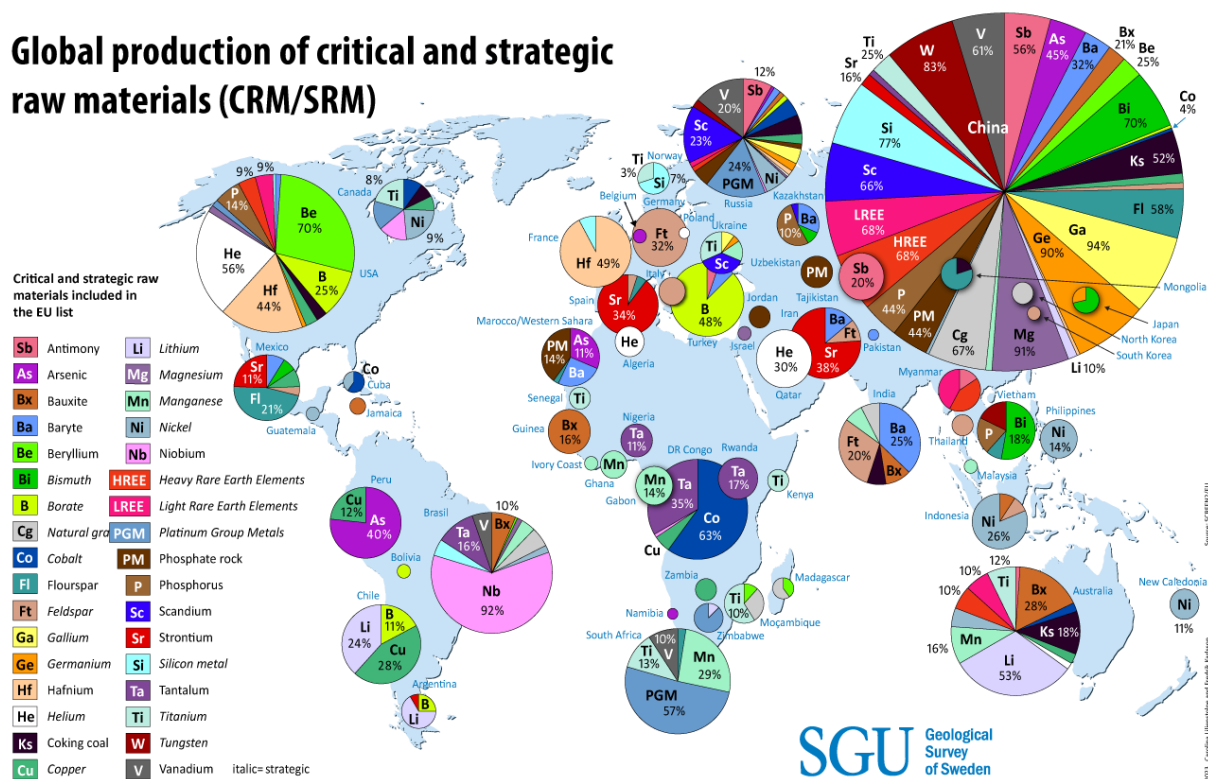 Global production of critical and strategic
raw materials (CRM/SRM)
Critical and strategic raw
materials included in
the EU list
Sb Antimony
As Arsenic
Bx Bauxite
Ba Baryte
Be Beryllium
Bi Bismuth
B Borate
Cg Natural gra
Co Cobalt
Fl Flourspar
Ft Feldspar
Ga Gallium
Ge Germanium
Hf Hafnium
He Helium
Ks Coking coal
Cu Copper
Li Lithium
Mg Magnesium
Mn Manganese
Ni Nickel
Nb Niobium
HREE Heavy Rare Earth Elements
LREE Light Rare Earth Elements
PGM Platinum Group Metals
PM Phosphate rock
P Phosphorus
Sc Scandium
Sr Strontium
Si Silicon metal
Ta Tantalum
Ti Titanium
W Tungsten
V Vanadium
italic= strategic
USA
P
14%
9%
9%
Be
70%
B
25%
Hf
44%
He
56%
Canada
8%
Ti
Ni
9%
Mexico
Sr
11%
Fl
21%
Guatemala
Co
Cuba
Jamaica
Peru
Cu
12%
As
40%
Bolivia
Chile
B
11%
Li
24%
Cu
28%
Argentina
B
Li
Brasil
10%
Ta
16%
V
Bx
Nb
92%
Norway
Ti
3%
Si
7%
Belgium
Germany
Ft
32%
Poland
France
Hf
49%
Spain
Sr
34%
Italy
Ukraine
Ti
Sc
Turkey
B
48%
Russia
12%
V
20%
Sb
Sc
23%
24%
PGM
Ni
Kazakhstan
P
10%
Ba
Uzbekistan
PM
Tajikistan
Jordan
Israel
Iran
Ba
Ft
Sr
38%
Pakistan
He
30%
Qatar
Marocco/Western Sahara
PM
14%
As
11%
Ba
He
Algeria
Senegal
Ti
Guinea
Bx
16%
Ivory Coast
Mn
Ghana
Nigeria
Ta
11%
Gabon
Mn
14%
DR Congo
Ta
35%
Co
63%
Cu
Rwanda
Ta
17%
Ti
Kenya
Zambia
Namibia
Zimbabwe
Ti
10%
Moçambique
Madagascar
South Africa
10%
V
Ti
13%
Mn
29%
PGM
57%
China
Sb
56%
As
45%
Ba
32%
Bx
21%
Be
25%
Bi
70%
Co
4%
Ks
52%
Fl
58%
Ga
94%
Ge
90%
Li 10%
Mg
91%
Cg
67%
PM
44%
P
44%
HREE
68%
LREE
68%
Sc
66%
Si
77%
Sr
16%
Ti
25%
W
83%
V
61%
Sb
20%
Mongolia
Japan
North Korea
South Korea
India
Ba
25%
Ft
20%
Bx
Myanmar
Thailand
Vietnam
Bi
18%
P
Philippines
Ni
14%
Malaysia
Indonesia
Ni
26%
Australia
10%
10%
12%
Ti
Bx
28%
Ks 18%
Mn
16%
Li
53%
New Caledonia
Ni
11%
SGU
Geological
Survey
of Sweden